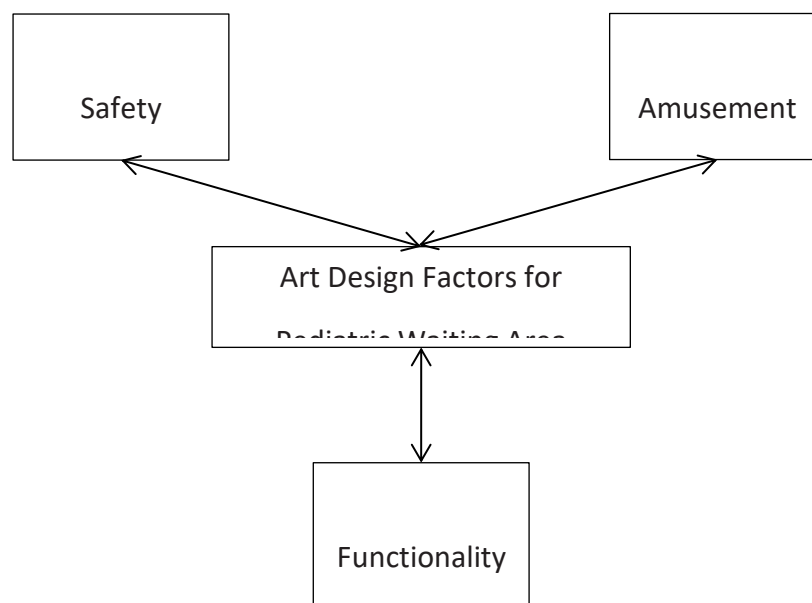 Safety
Amusement
Art Design Factors for
Pediatric Waiting Area
Functionality